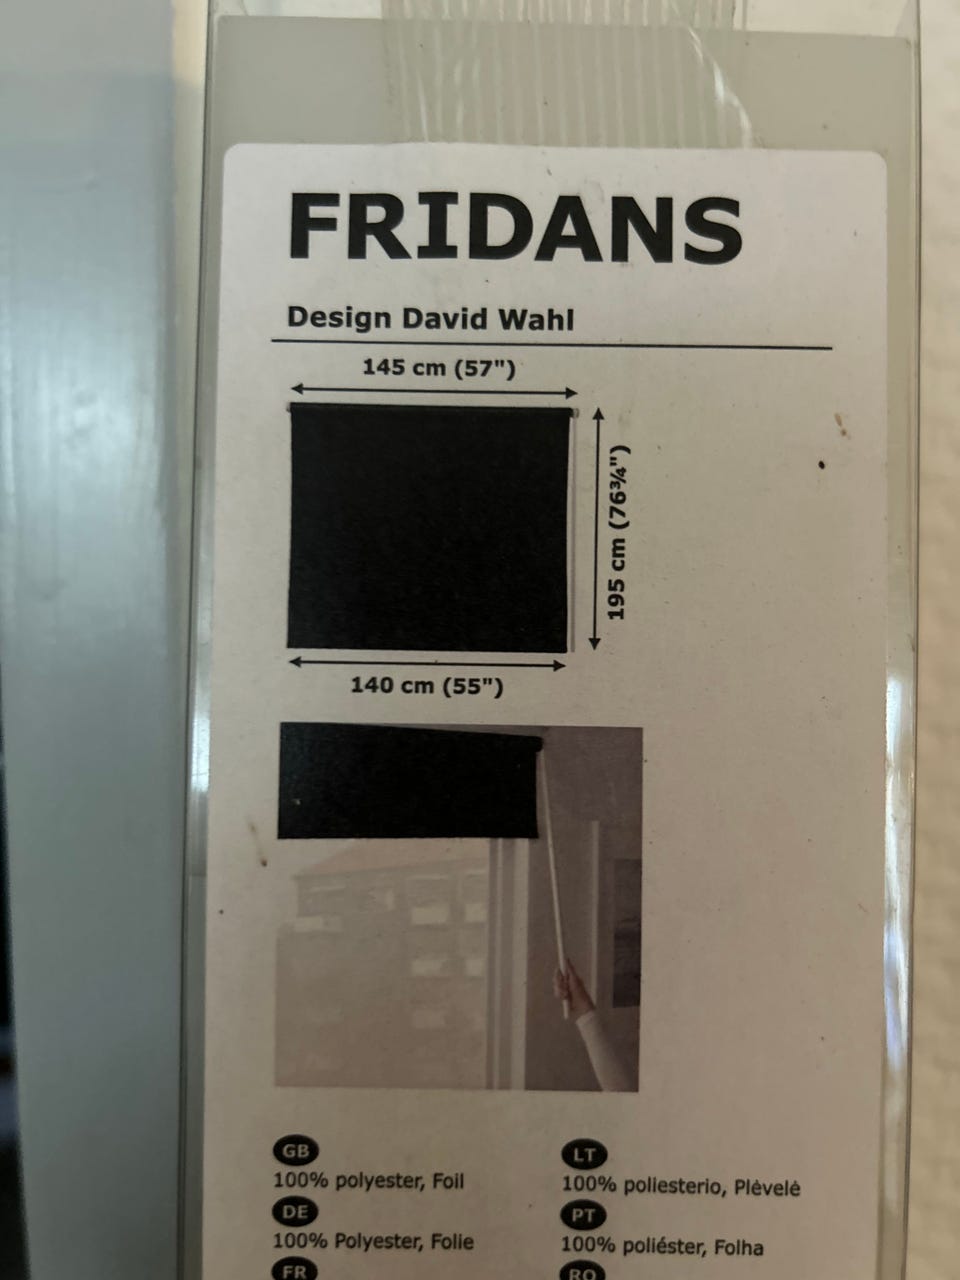 FRIDANS
Design David Wahl
145 cm (57")
195 cm (76¾")
140 cm (55")
GB
100% polyester, Foil
DE
100% Polyester, Folie
FR
LT
100% poliesterio, Plėvelė
PT
100% poliéster, Folha
RO